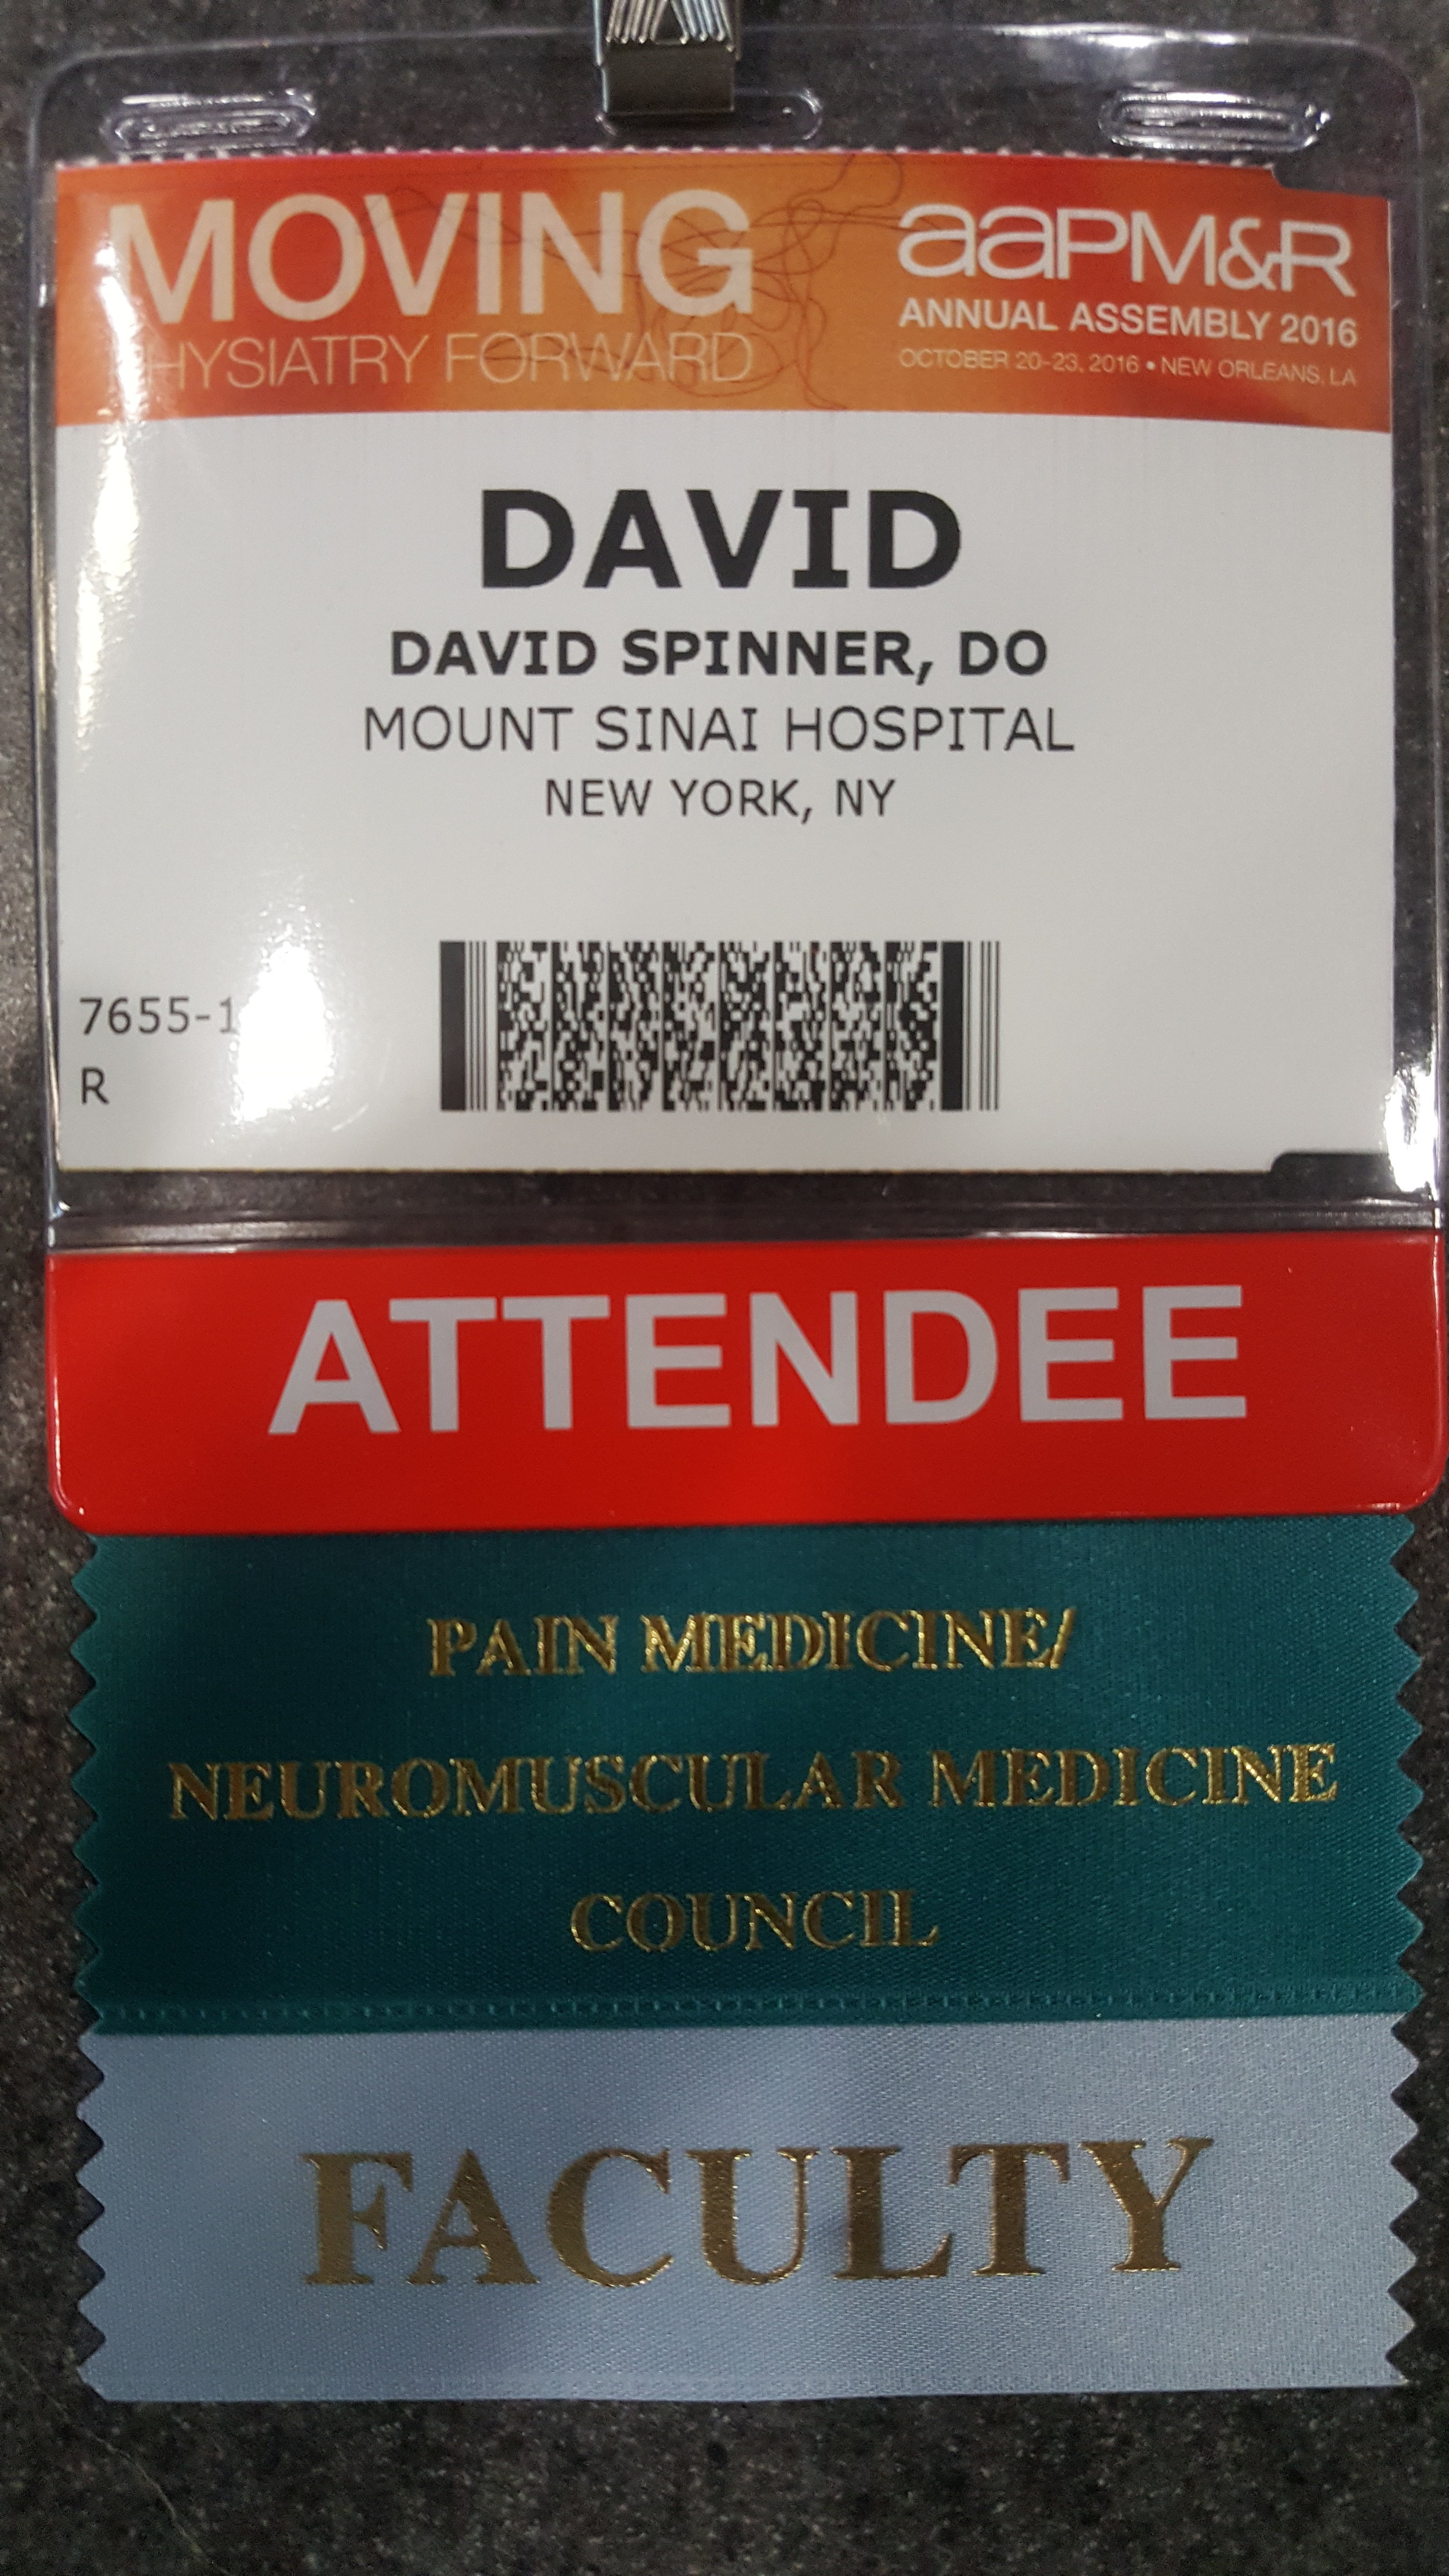 MOVING
PHYSIATRY FORWARD
aaPM&R
ANNUAL ASSEMBLY 2016
OCTOBER 20-23, 2016 • NEW ORLEANS, LA
DAVID
DAVID SPINNER, DO
MOUNT SINAI HOSPITAL
NEW YORK, NY
7655-1
R
ATTENDEE
PAIN MEDICINE/
NEUROMUSCULAR MEDICINE
COUNCIL
FACULTY